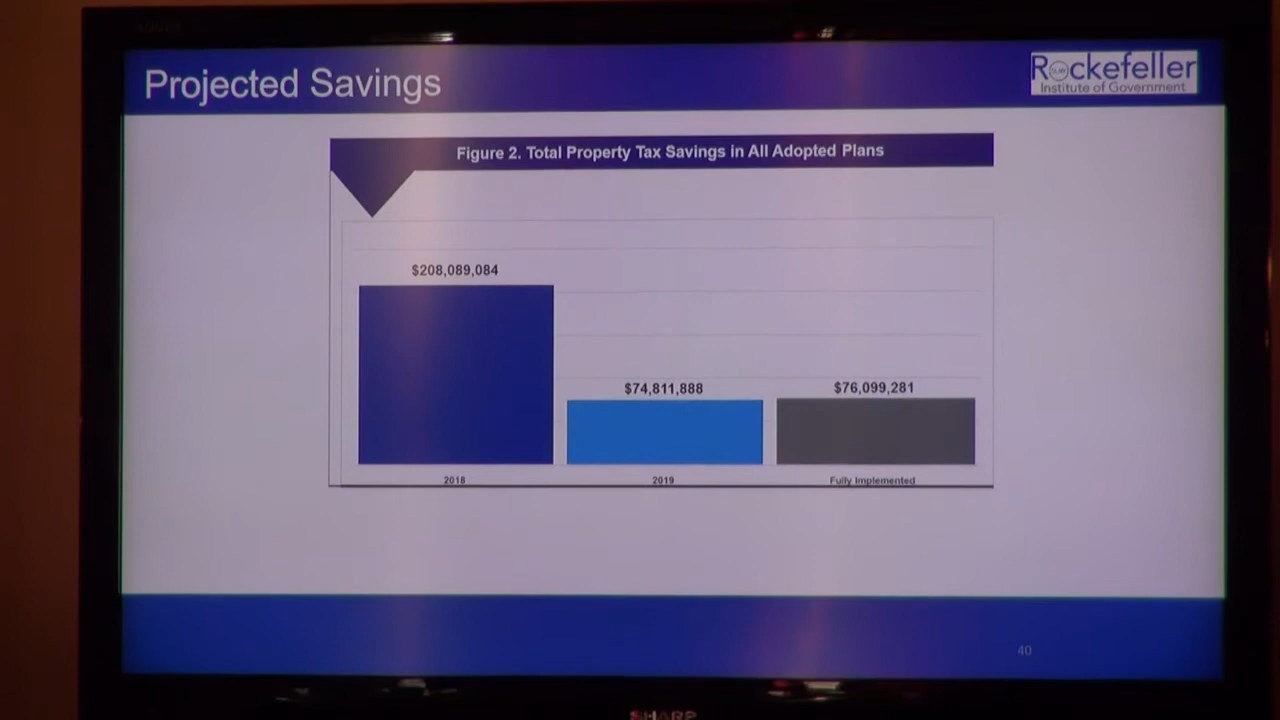 Projected Savings
Rockefeller
Institute of Government
Figure 2. Total Property Tax Savings in All Adopted Plans
$208,089,084
$74,811,888
$76,099,281
2018
2019
Fully Implemented
40
SHARP